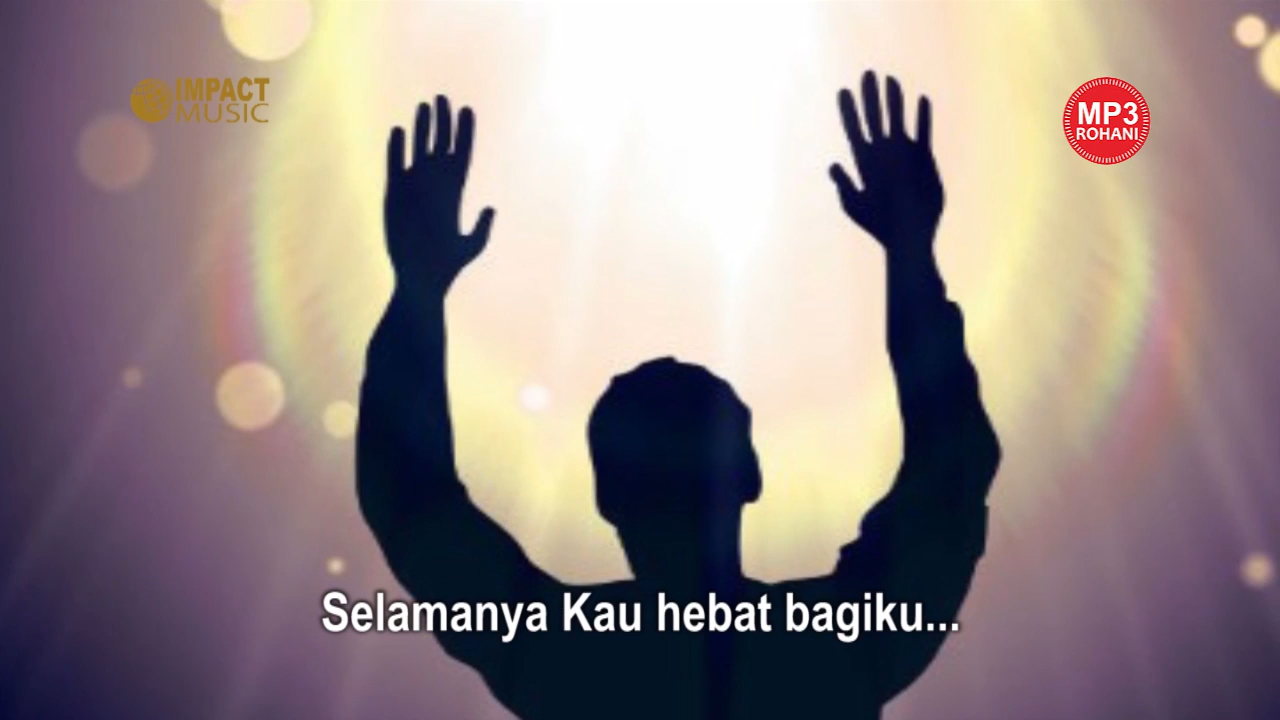 IMPACT
MUSIC
MP3
ROHANI
Selamanya Kau hebat bagiku...